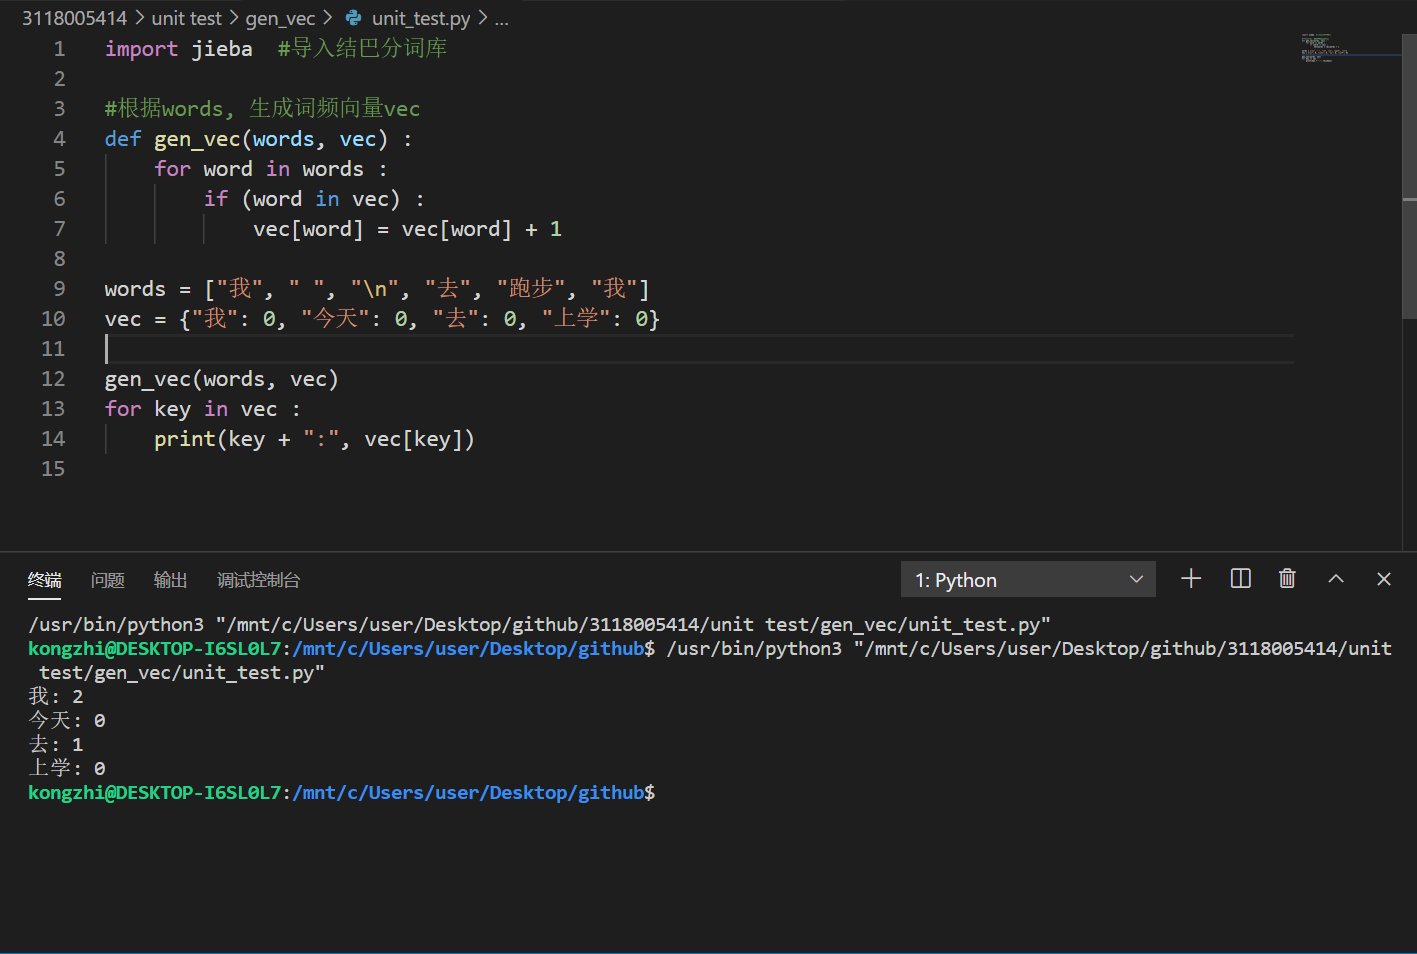 3118005414 > unit test > gen_vec > unit_test.py > ...
1 import jieba  #导入结巴分词库
2
3 #根据words, 生成词频向量vec
4 def gen_vec(words, vec) :
5     for word in words :
6         if (word in vec) :
7             vec[word] = vec[word] + 1
8
9 words = ["我", " ", "\n", "去", "跑步", "我"]
10 vec = {"我": 0, "今天": 0, "去": 0, "上学": 0}
11
12 gen_vec(words, vec)
13 for key in vec :
14     print(key + ":", vec[key])
15
终端 问题 输出 调试控制台 1: Python
/usr/bin/python3 "/mnt/c/Users/user/Desktop/github/3118005414/unit test/gen_vec/unit_test.py"
kongzhi@DESKTOP-I6SL0L7:/mnt/c/Users/user/Desktop/github$ /usr/bin/python3 "/mnt/c/Users/user/Desktop/github/3118005414/unit
 test/gen_vec/unit_test.py"
我: 2
今天: 0
去: 1
上学: 0
kongzhi@DESKTOP-I6SL0L7:/mnt/c/Users/user/Desktop/github$